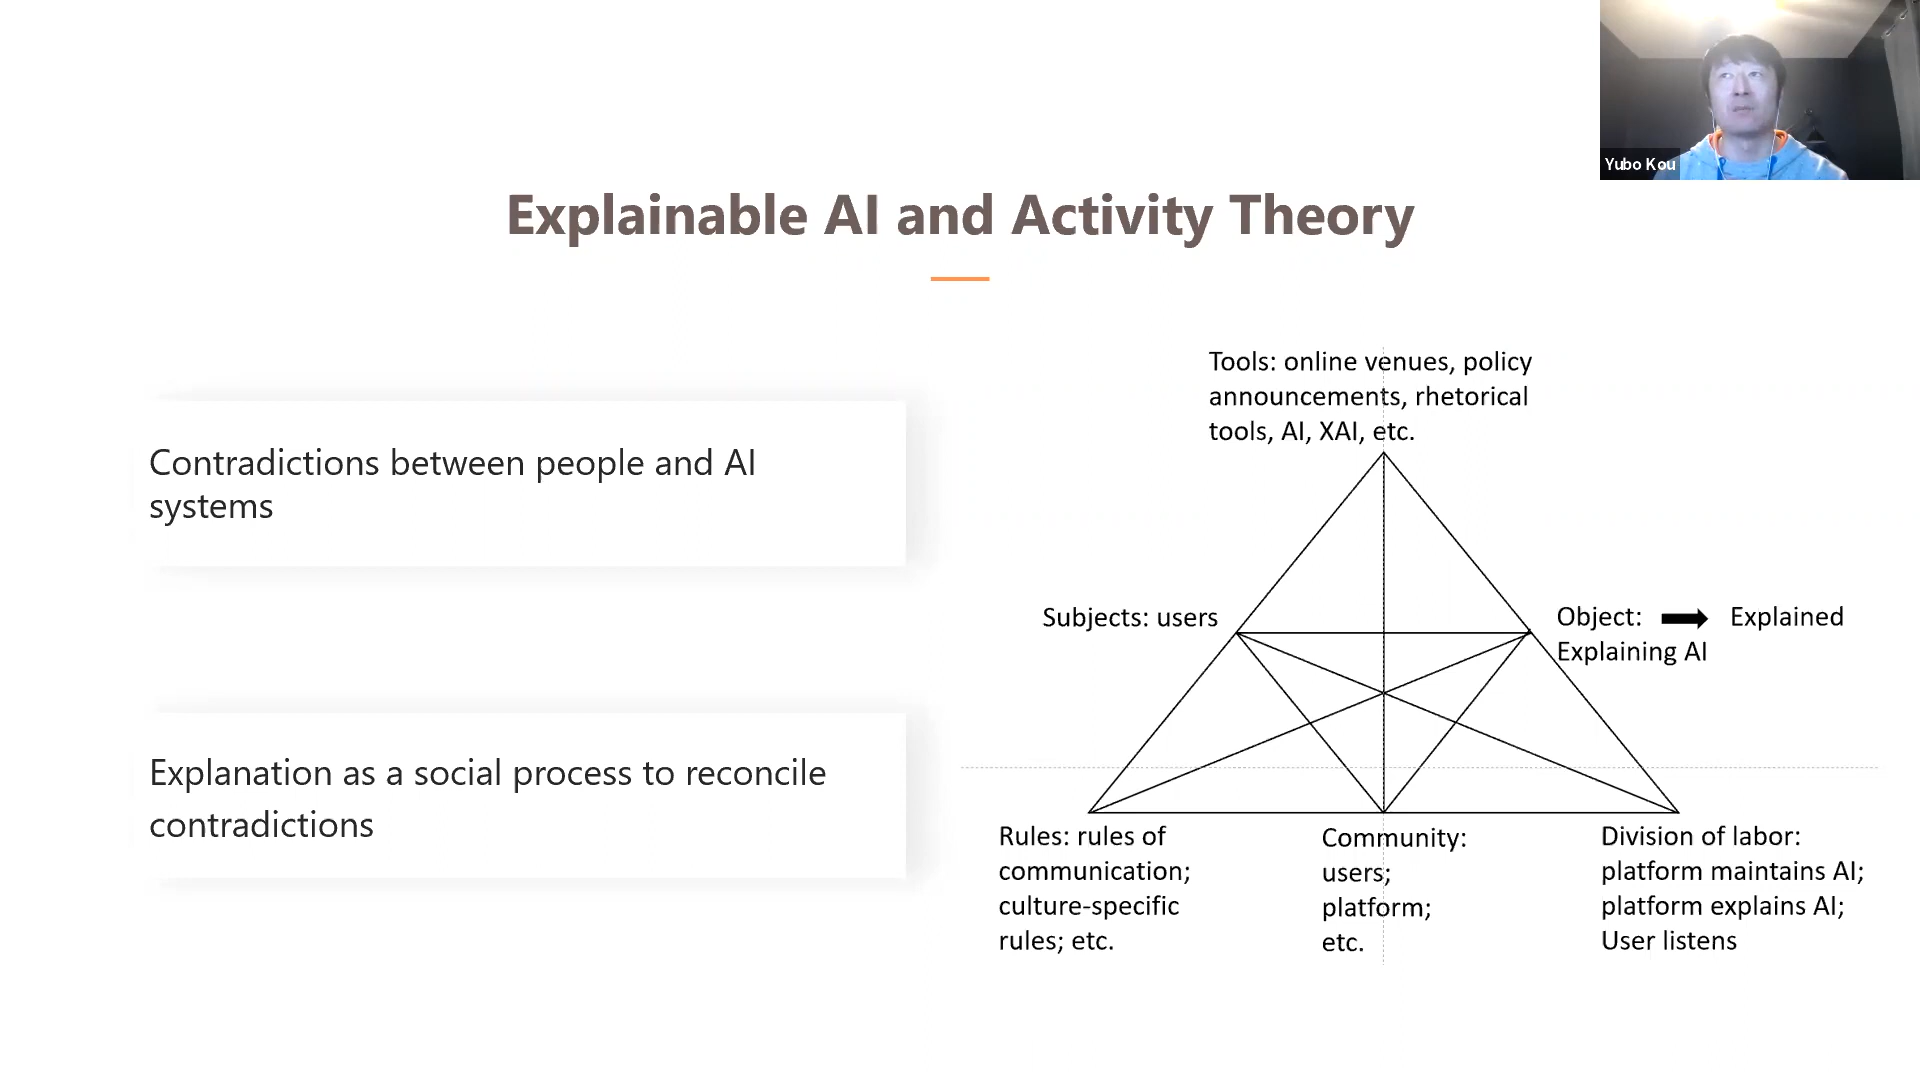 Yubo Kou
Explainable AI and Activity Theory
Contradictions between people and AI
systems
Explanation as a social process to reconcile
contradictions
Tools: online venues, policy
announcements, rhetorical
tools, AI, XAI, etc.
Subjects: users
Object:
Explaining AI
Explained
Rules: rules of
communication;
culture-specific
rules; etc.
Community:
users;
platform;
etc.
Division of labor:
platform maintains AI;
platform explains AI;
User listens